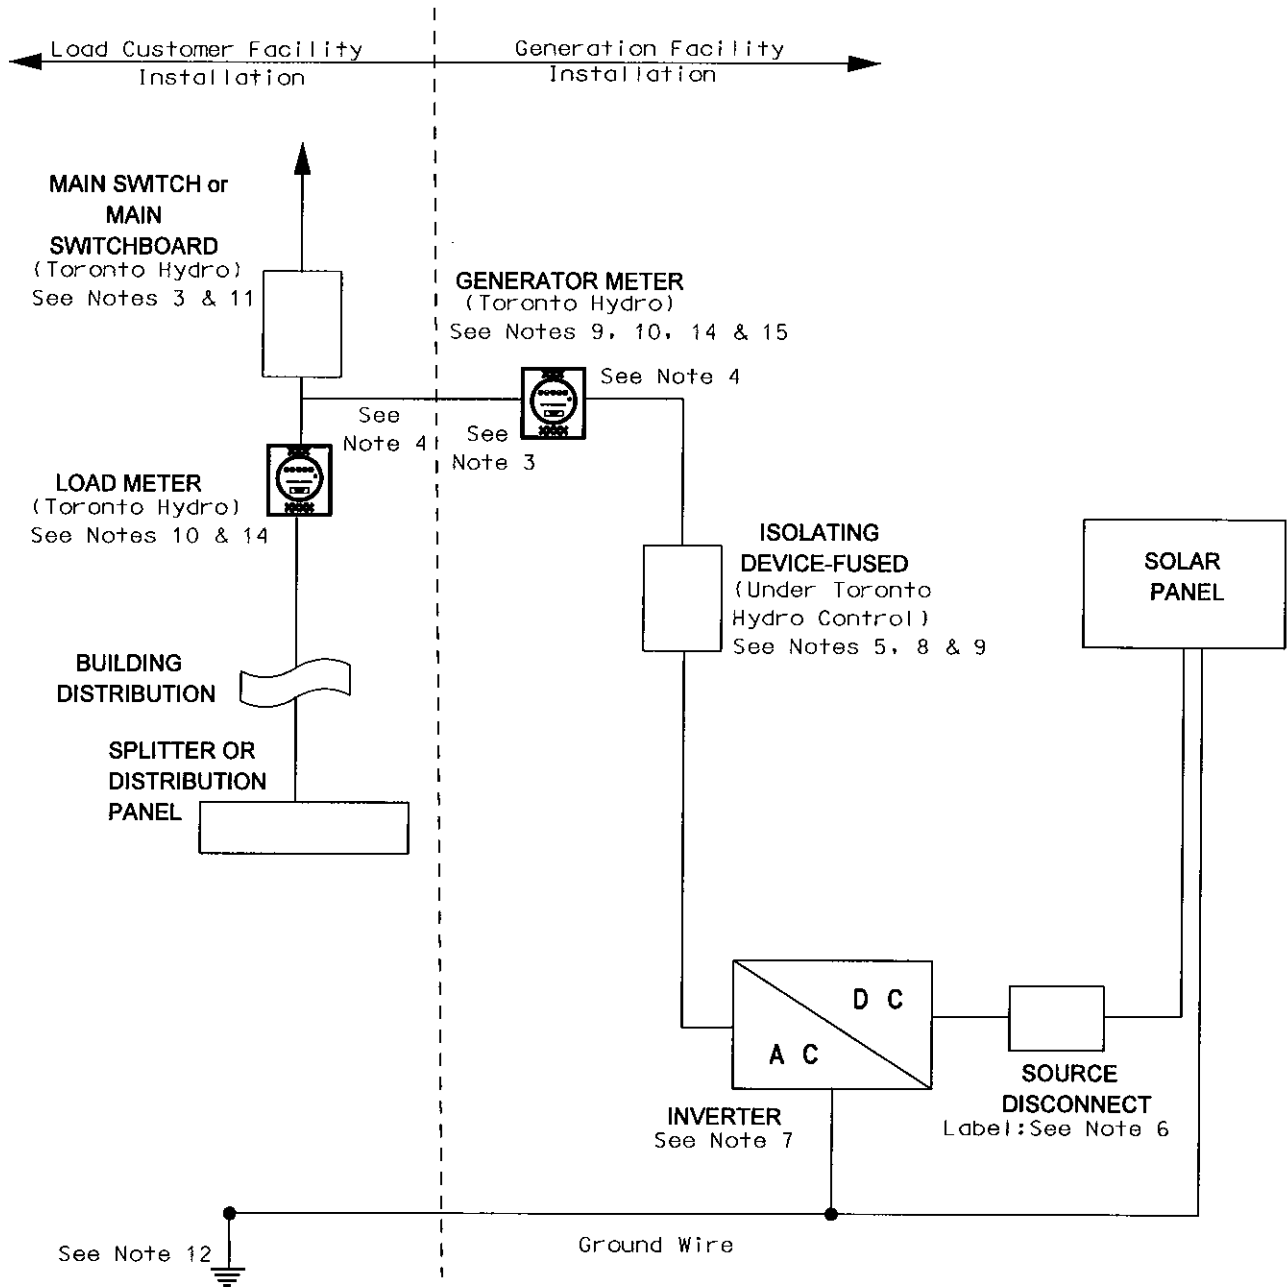 Load Customer Facility
Installation
Generation Facility
Installation
MAIN SWITCH or
MAIN
SWITCHBOARD
(Toronto Hydro)
See Notes 3 & 11
GENERATOR METER
(Toronto Hydro)
See Notes 9, 10, 14 & 15
See Note 4
See
Note 4
See
Note 3
LOAD METER
(Toronto Hydro)
See Notes 10 & 14
ISOLATING
DEVICE-FUSED
(Under Toronto
Hydro Control)
See Notes 5, 8 & 9
SOLAR
PANEL
BUILDING
DISTRIBUTION
SPLITTER OR
DISTRIBUTION
PANEL
D C
A C
INVERTER
See Note 7
SOURCE
DISCONNECT
Label:See Note 6
See Note 12
Ground Wire